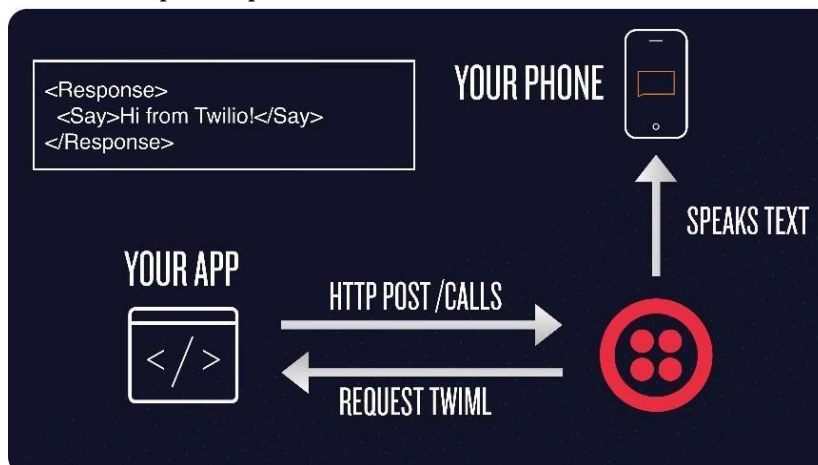 <Response>
<Say>Hi from Twilio!</Say>
</Response>
YOUR PHONE
SPEAKS TEXT
YOUR APP
</>
HTTP POST /CALLS
REQUEST TWIML